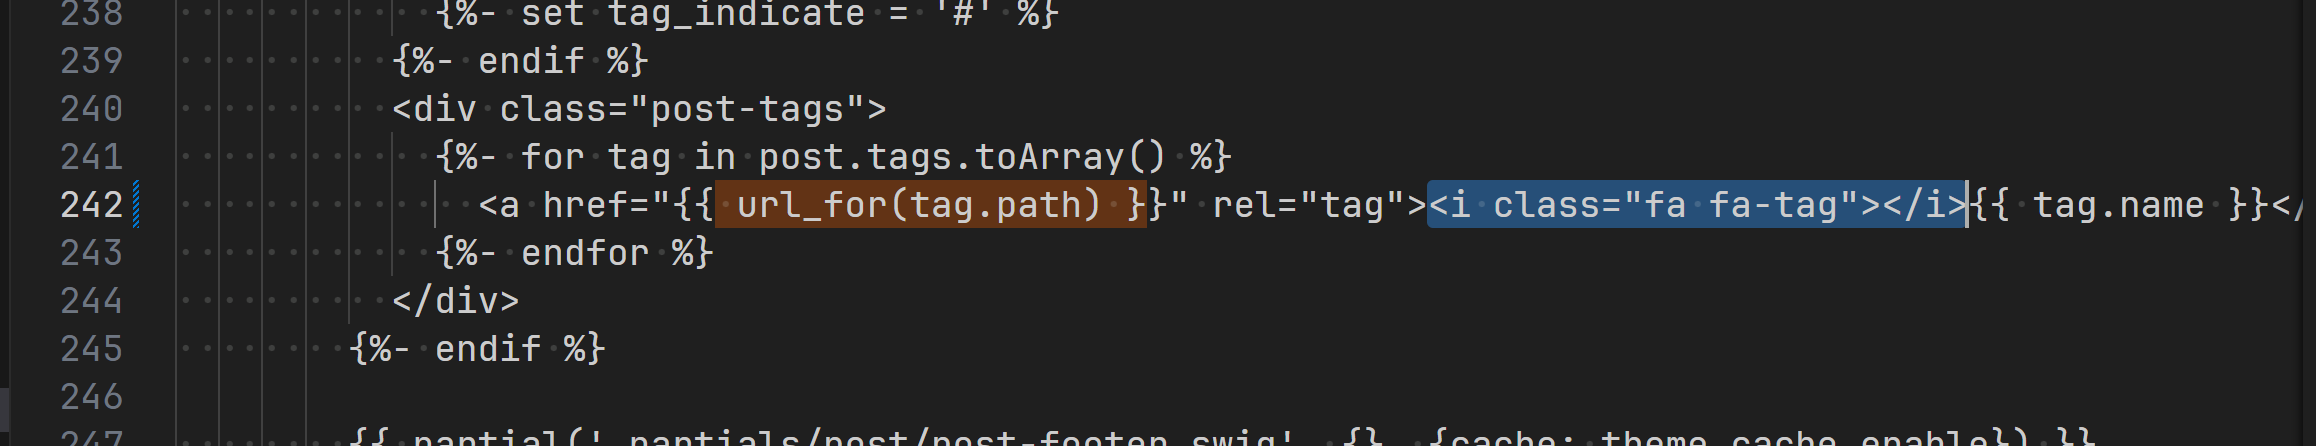 238 {%- set tag_indicate = '#' %}
239 {%- endif %}
240 <div class="post-tags">
241 {%- for tag in post.tags.toArray() %}
242 <a href="{{ url_for(tag.path) }}" rel="tag"><i class="fa fa-tag"></i>{{ tag.name }}</
243 {%- endfor %}
244 </div>
245 {%- endif %}
246
247 {{ partial('_partials/post/post-footer.swig', {}, {cache: theme.cache.enable}) }}